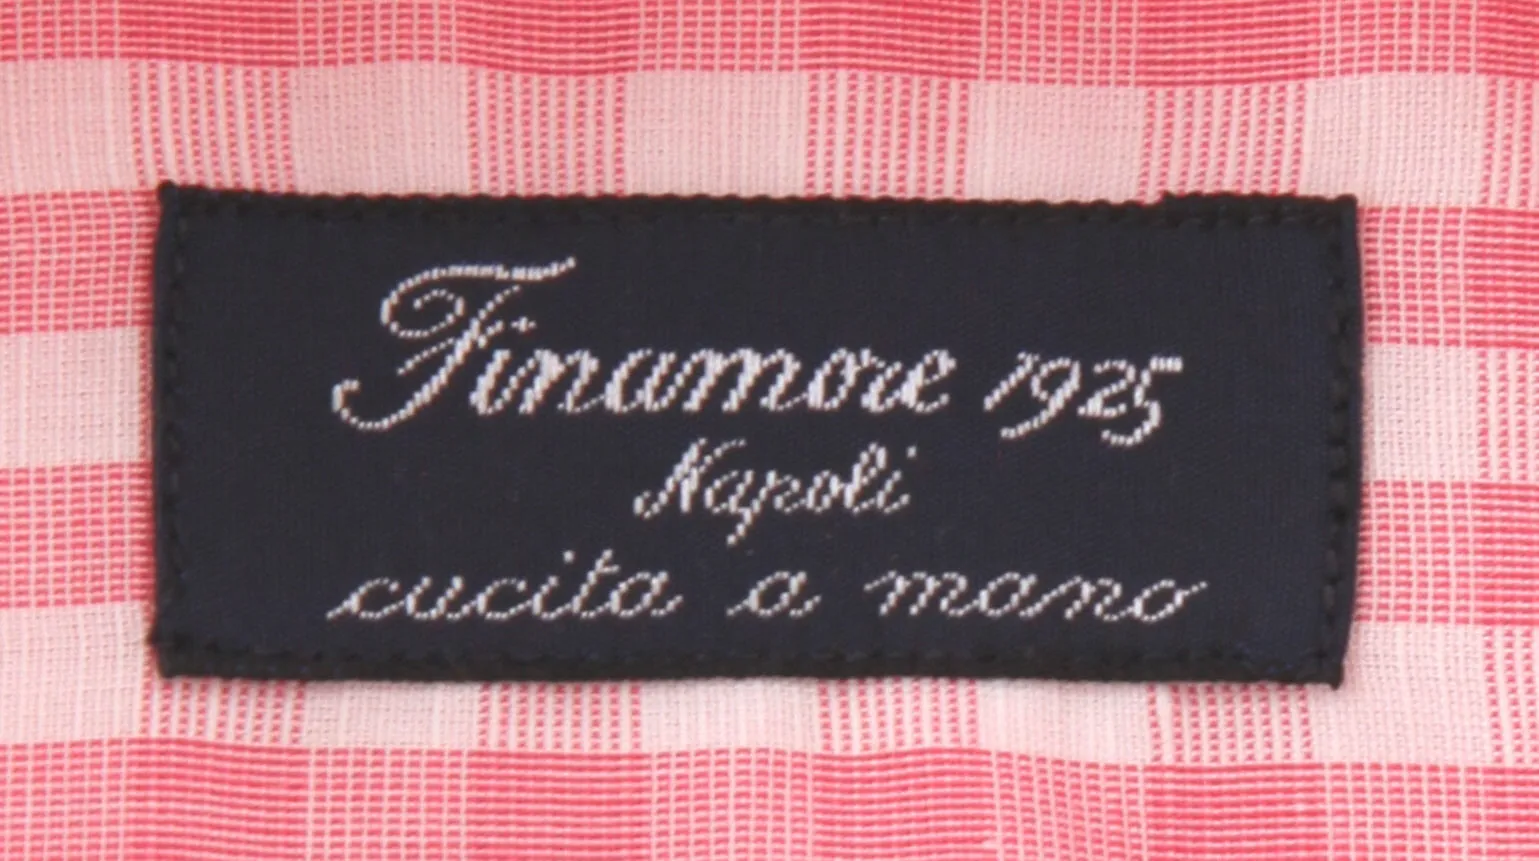 Finamore 1925
Napoli
cucita a mano